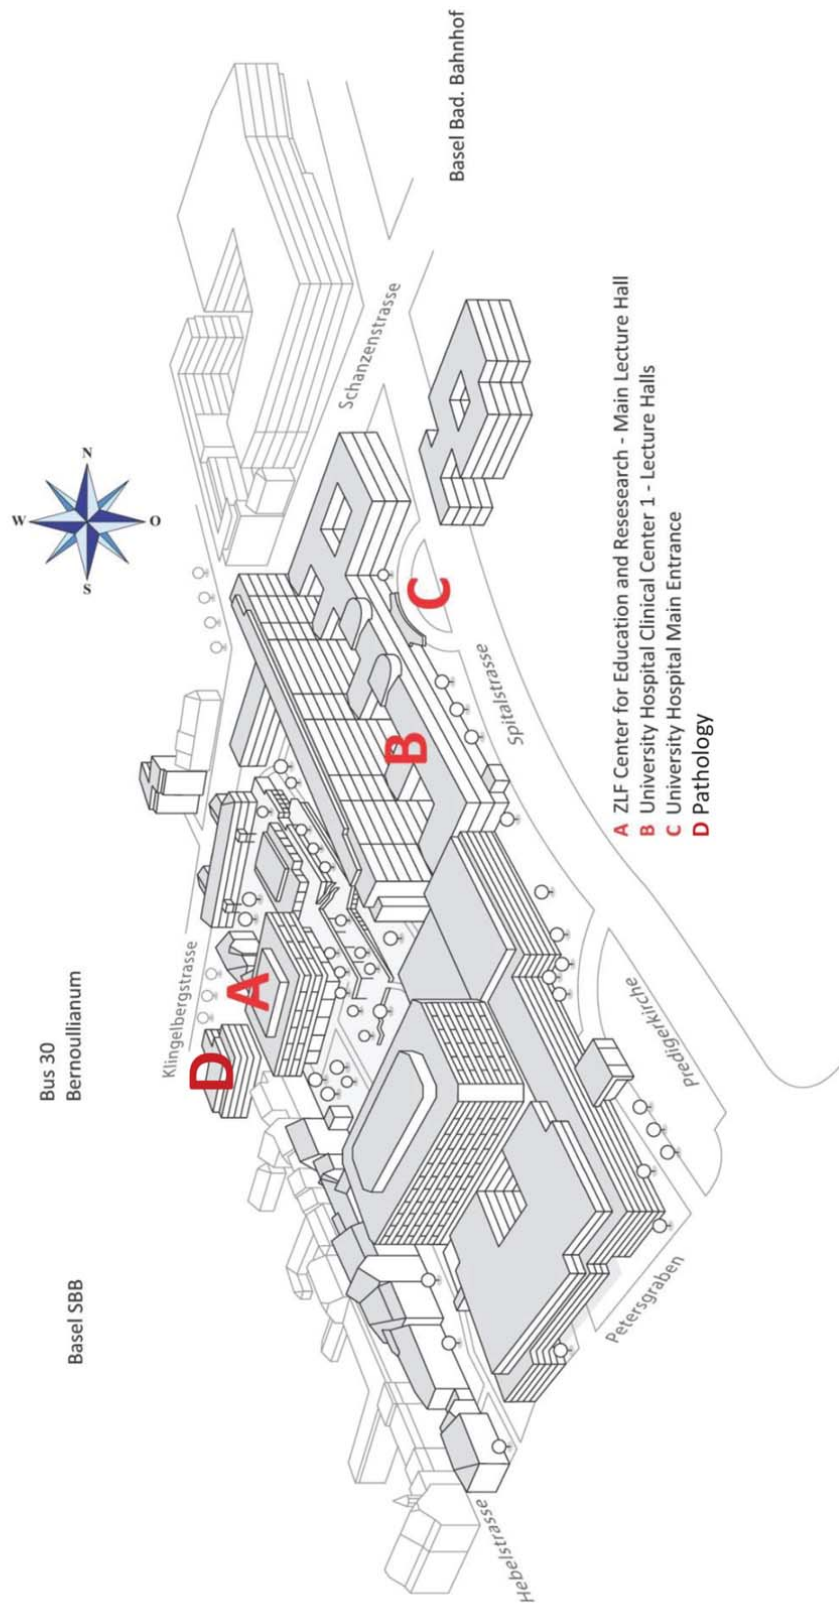 Basel SBB
Bus 30
Bernoullianum
W
N
S
O
Klingelbergstrasse
D
A
Schanzenstrasse
Basel Bad. Bahnhof
B
C
Spitalstrasse
Predigerkirche
Petersgraben
Hebelstrasse
A ZLF Center for Education and Resesearch - Main Lecture Hall
B University Hospital Clinical Center 1 - Lecture Halls
C University Hospital Main Entrance
D Pathology